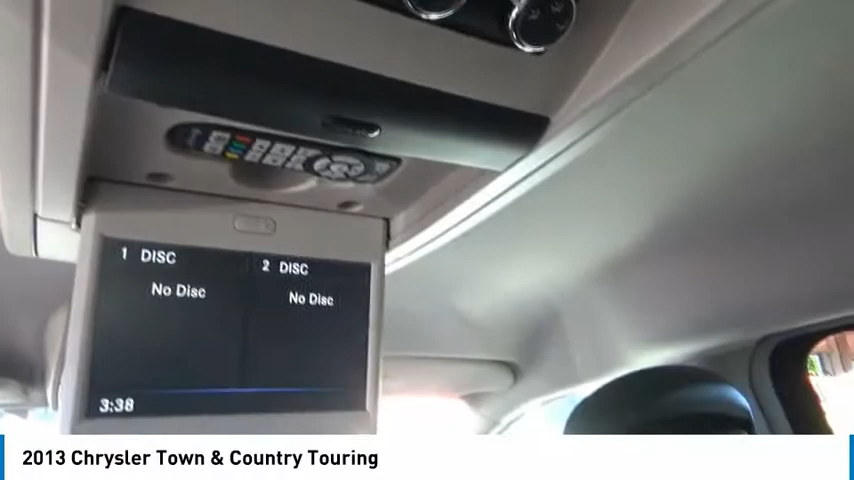 1 DISC
2 DISC
No Disc
No Disc
3:38
2013 Chrysler Town & Country Touring